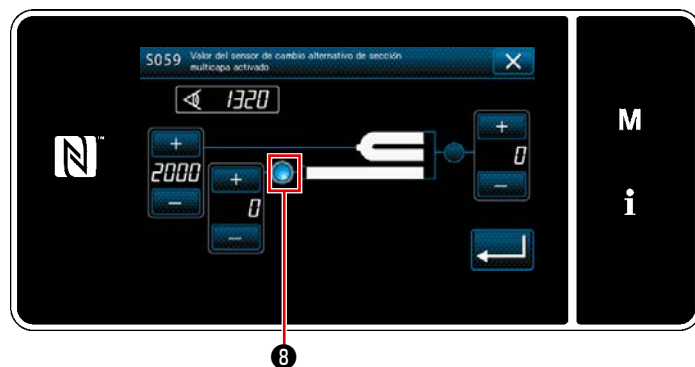 S059 Valor del sensor de cambio alternativo de sección
multicapa activado
1320
M
+
+
2000
+
0
−
0
−
−
i
8